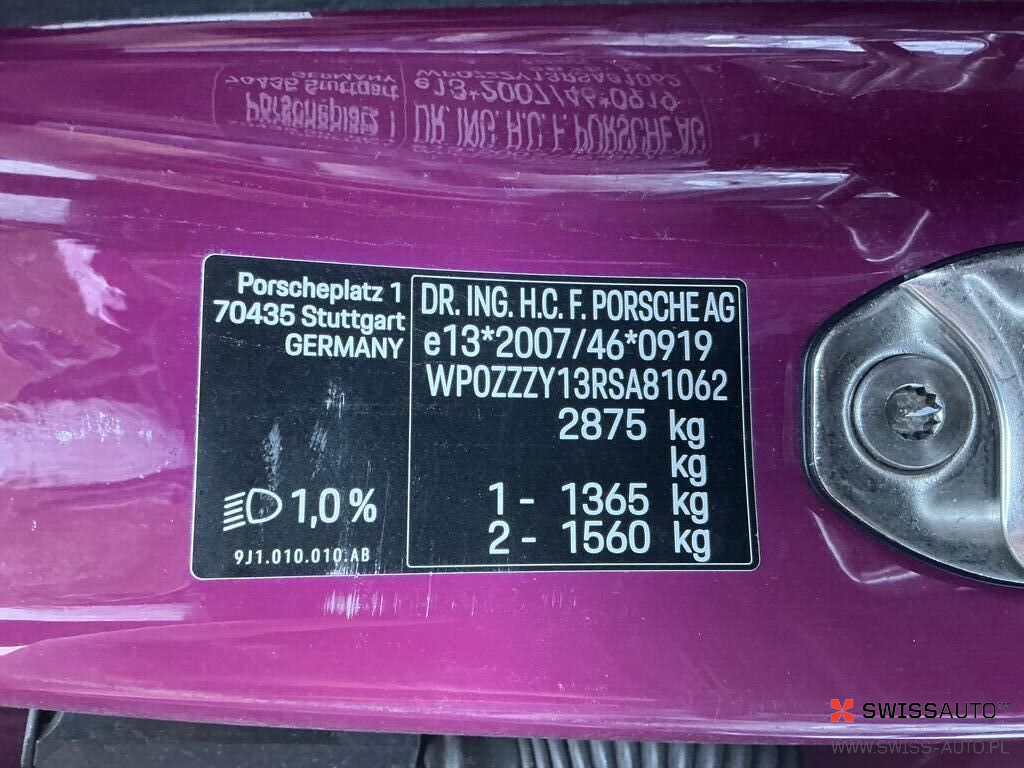 Porscheplatz 1
70435 Stuttgart
GERMANY
1,0 %
9J1.010.010.AB
DR. ING. H.C. F. PORSCHE AG
e13*2007/46*0919
WP0ZZZY13RSA81062
2875 kg
kg
1 - 1365 kg
2 - 1560 kg
SWISSAUTO
WWW.SWISS-AUTO.PL